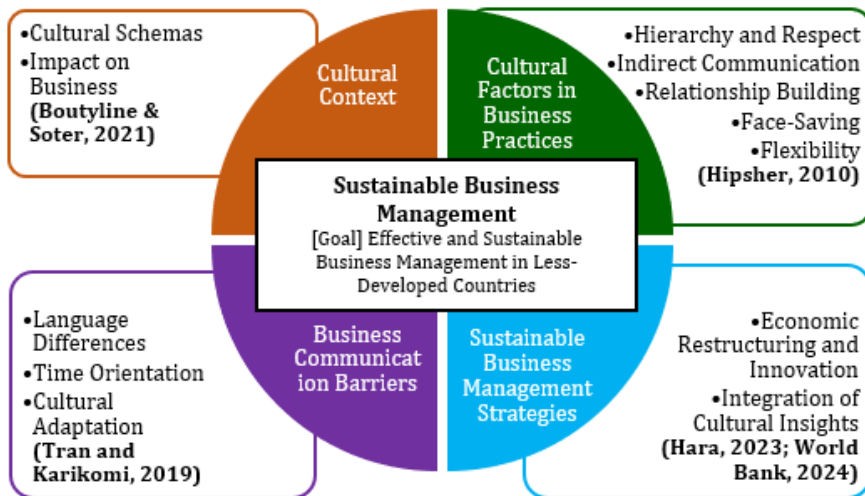 •Cultural Schemas
•Impact on
Business
(Boutyline &
Soter, 2021)
Cultural
Context
Cultural
Factors in
Business
Practices
•Hierarchy and Respect
•Indirect Communication
•Relationship Building
•Face-Saving
•Flexibility
(Hipsher, 2010)
Sustainable Business
Management
[Goal] Effective and Sustainable
Business Management in Less-
Developed Countries
•Language
Differences
•Time Orientation
•Cultural
Adaptation
(Tran and
Karikomi, 2019)
Business
Communicat
ion Barriers
Sustainable
Business
Management
Strategies
•Economic
Restructuring and
Innovation
•Integration of
Cultural Insights
(Hara, 2023; World
Bank, 2024)